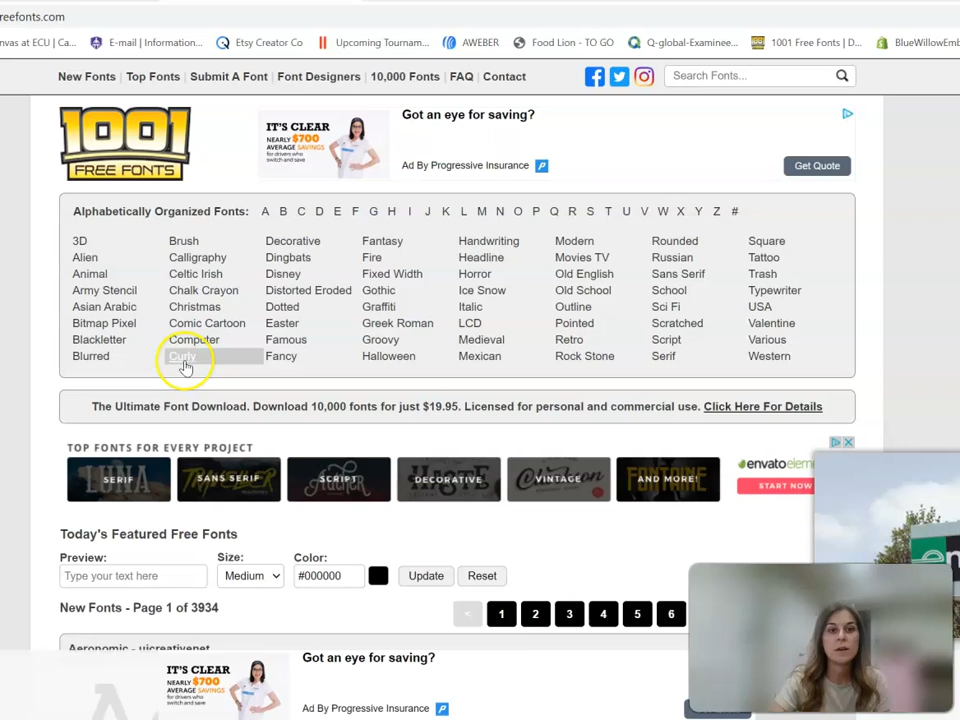 reefonts.com
nvas at ECU | Ca...
E-mail | Information...
Etsy Creator Co
Upcoming Tournam...
AWEBER
Food Lion - TO GO
Q-global-Examinee...
1001 Free Fonts | D...
BlueWillowEmb
New Fonts | Top Fonts | Submit A Font | Font Designers | 10,000 Fonts | FAQ | Contact
Search Fonts...
1001
FREE FONTS
IT'S CLEAR
NEARLY $700
AVERAGE SAVINGS
Got an eye for saving?
Ad By Progressive Insurance
Get Quote
Alphabetically Organized Fonts: A B C D E F G H I J K L M N O P Q R S T U V W X Y Z #
3D Brush Decorative Fantasy Handwriting Modern Rounded Square
Alien Calligraphy Dingbats Fire Headline Movies TV Russian Tattoo
Animal Celtic Irish Disney Fixed Width Horror Old English Sans Serif Trash
Army Stencil Chalk Crayon Distorted Eroded Gothic Ice Snow Old School School Typewriter
Asian Arabic Christmas Dotted Graffiti Italic Outline Sci Fi USA
Bitmap Pixel Comic Cartoon Easter Greek Roman LCD Pointed Scratched Valentine
Blackletter Computer Famous Groovy Medieval Retro Script Various
Blurred Curly Fancy Halloween Mexican Rock Stone Serif Western
The Ultimate Font Download. Download 10,000 fonts for just $19.95. Licensed for personal and commercial use. Click Here For Details
TOP FONTS FOR EVERY PROJECT
SERIF
SANS SERIF
SCRIPT
DECORATIVE
VINTAGE
AND MORE!
envato elem
START NOW
Today's Featured Free Fonts
Preview: Size: Color:
Type your text here Medium #000000 Update Reset
New Fonts - Page 1 of 3934
< 1 2 3 4 5 6
Aeronomic - uicreativenet
IT'S CLEAR
NEARLY $700
AVERAGE SAVINGS
Got an eye for saving?
Ad By Progressive Insurance